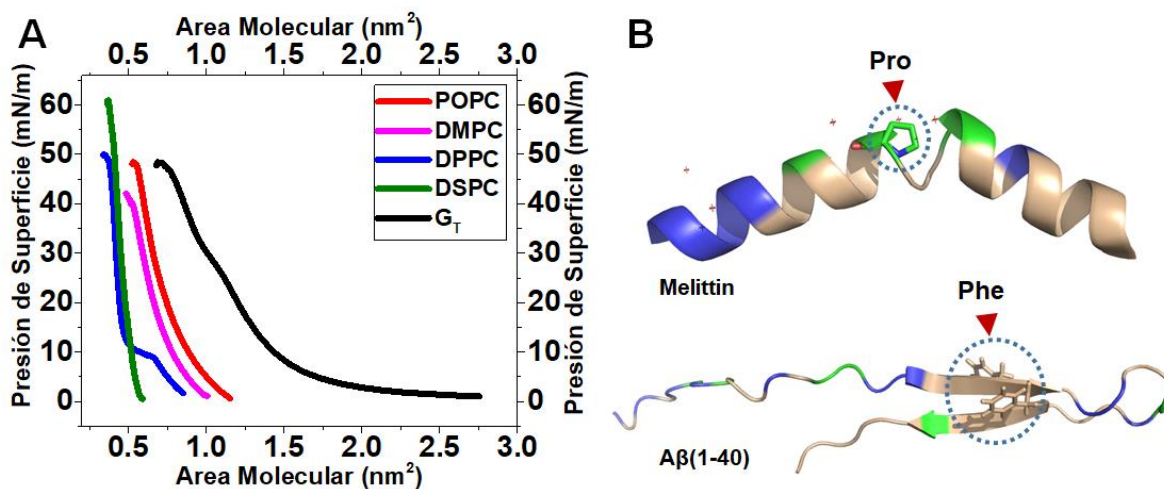 A
Area Molecular (nm²)
0.5 1.0 1.5 2.0 2.5 3.0
Presión de Superficie (mN/m)
60
50
40
30
20
10
0
POPC
DMPC
DPPC
DSPC
G_T
60
50
40
30
20
10
0
Presión de Superficie (mN/m)
0.5 1.0 1.5 2.0 2.5 3.0
Area Molecular (nm²)
B
Pro
Melittin
Phe
Aβ(1-40)